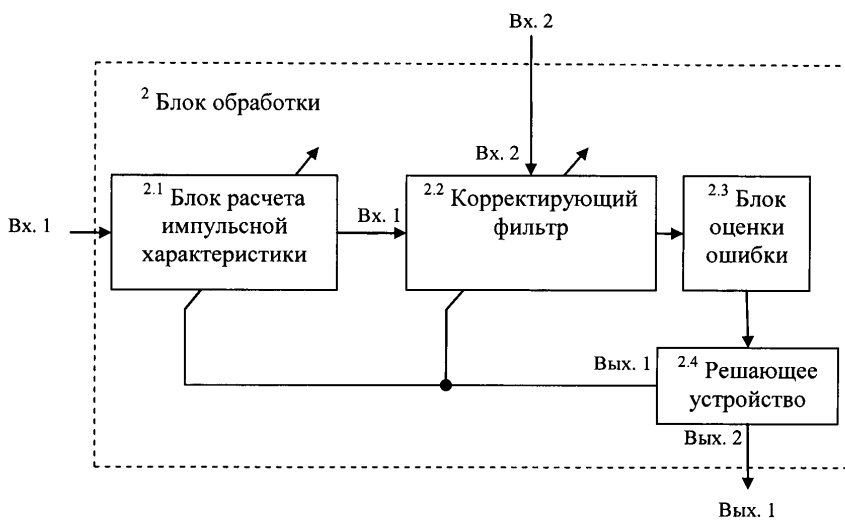 Вх. 2
2 Блок обработки
Вх. 2
2.1 Блок расчета
импульсной
характеристики
2.2 Корректирующий
фильтр
2.3 Блок
оценки
ошибки
Вх. 1
Вх. 1
Вых. 1
2.4 Решающее
устройство
Вых. 2
Вых. 1